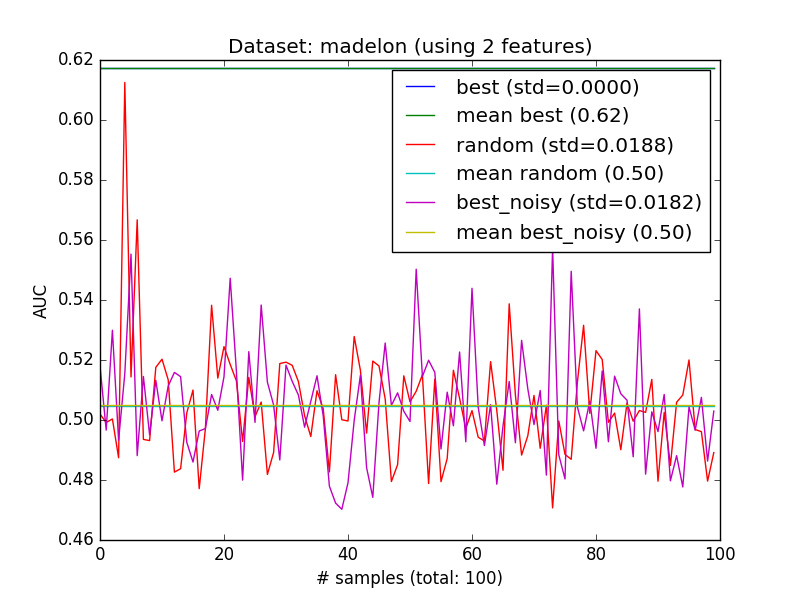 Dataset: madelon (using 2 features)
0.62
0.60
0.58
0.56
0.54
0.52
0.50
0.48
0.46
AUC
best (std=0.0000)
mean best (0.62)
random (std=0.0188)
mean random (0.50)
best_noisy (std=0.0182)
mean best_noisy (0.50)
0 20 40 60 80 100
# samples (total: 100)